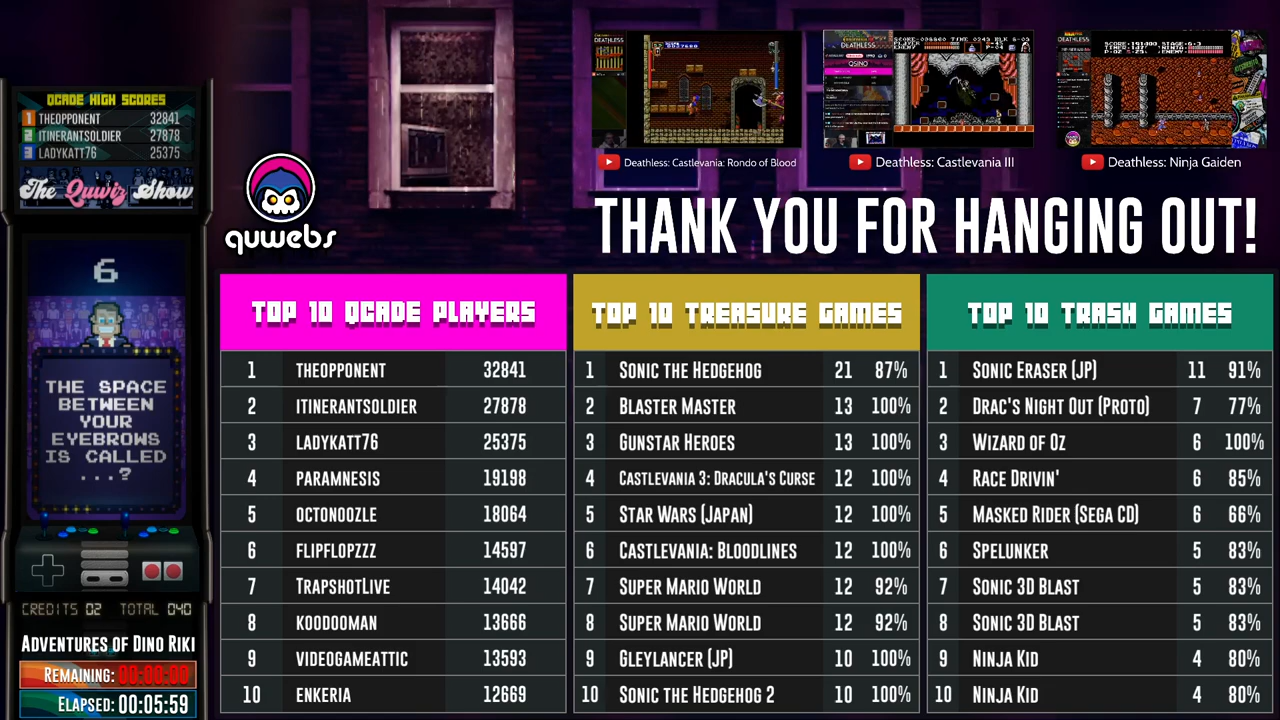 QCADE HIGH SCORES
1 THEOPPONENT 32841
2 ITINERANTSOLDIER 27878
3 LADYKATT76 25375
The Quwiz Show
6
THE SPACE
BETWEEN
YOUR
EYEBROWS
IS CALLED
...?
CREDITS 02 TOTAL 040
ADVENTURES OF DINO RIKI
REMAINING: 00:00:00
ELAPSED: 00:05:59
quwebs
Deathless: Castlevania: Rondo of Blood
Deathless: Castlevania III
Deathless: Ninja Gaiden
THANK YOU FOR HANGING OUT!
TOP 10 QCADE PLAYERS
1 THEOPPONENT 32841
2 ITINERANTSOLDIER 27878
3 LADYKATT76 25375
4 PARAMNESIS 19198
5 OCTONOOZLE 18064
6 FLIPFLOPZZZ 14597
7 TRAPSHOTLIVE 14042
8 KOODOOMAN 13666
9 VIDEOGAMEATTIC 13593
10 ENKERIA 12669
TOP 10 TREASURE GAMES
1 SONIC THE HEDGEHOG 21 87%
2 BLASTER MASTER 13 100%
3 GUNSTAR HEROES 13 100%
4 CASTLEVANIA 3: DRACULA'S CURSE 12 100%
5 STAR WARS (JAPAN) 12 100%
6 CASTLEVANIA: BLOODLINES 12 100%
7 SUPER MARIO WORLD 12 92%
8 SUPER MARIO WORLD 12 92%
9 GLEYLANCER (JP) 10 100%
10 SONIC THE HEDGEHOG 2 10 100%
TOP 10 TRASH GAMES
1 SONIC ERASER (JP) 11 91%
2 DRAC'S NIGHT OUT (PROTO) 7 77%
3 WIZARD OF OZ 6 100%
4 RACE DRIVIN' 6 85%
5 MASKED RIDER (SEGA CD) 6 66%
6 SPELUNKER 5 83%
7 SONIC 3D BLAST 5 83%
8 SONIC 3D BLAST 5 83%
9 NINJA KID 4 80%
10 NINJA KID 4 80%